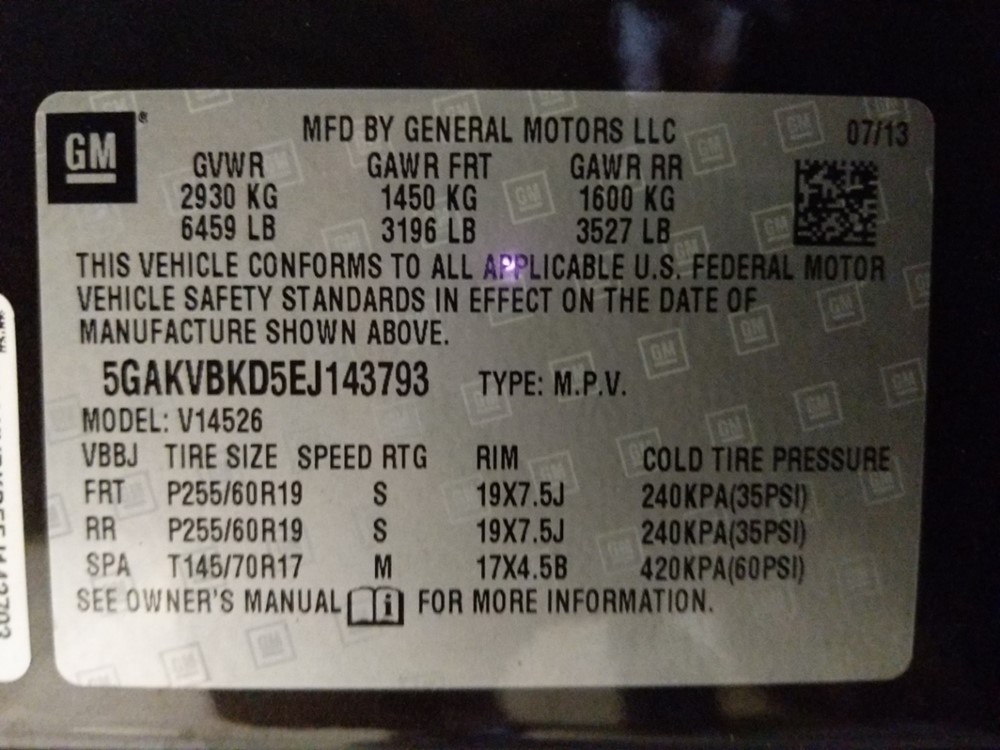 GM
MFD BY GENERAL MOTORS LLC 07/13
GVWR GAWR FRT GAWR RR
2930 KG 1450 KG 1600 KG
6459 LB 3196 LB 3527 LB
THIS VEHICLE CONFORMS TO ALL APPLICABLE U.S. FEDERAL MOTOR
VEHICLE SAFETY STANDARDS IN EFFECT ON THE DATE OF
MANUFACTURE SHOWN ABOVE.
5GAKVBKD5EJ143793 TYPE: M.P.V.
MODEL: V14526
VBBJ TIRE SIZE SPEED RTG RIM COLD TIRE PRESSURE
FRT P255/60R19 S 19X7.5J 240KPA(35PSI)
RR P255/60R19 S 19X7.5J 240KPA(35PSI)
SPA T145/70R17 M 17X4.5B 420KPA(60PSI)
SEE OWNER'S MANUAL FOR MORE INFORMATION.